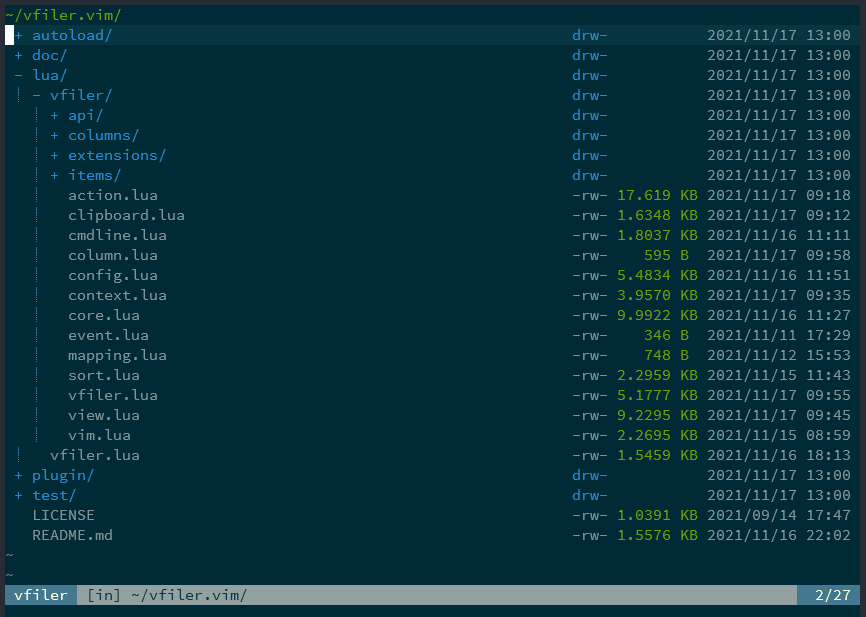 ~/vfiler.vim/
+ autoload/ drw- 2021/11/17 13:00
+ doc/ drw- 2021/11/17 13:00
- lua/ drw- 2021/11/17 13:00
¦ - vfiler/ drw- 2021/11/17 13:00
¦ + api/ drw- 2021/11/17 13:00
¦ + columns/ drw- 2021/11/17 13:00
¦ + extensions/ drw- 2021/11/17 13:00
¦ + items/ drw- 2021/11/17 13:00
¦ action.lua -rw- 17.619 KB 2021/11/17 09:18
¦ clipboard.lua -rw- 1.6348 KB 2021/11/17 09:12
¦ cmdline.lua -rw- 1.8037 KB 2021/11/16 11:11
¦ column.lua -rw- 595 B 2021/11/17 09:58
¦ config.lua -rw- 5.4834 KB 2021/11/16 11:51
¦ context.lua -rw- 3.9570 KB 2021/11/17 09:35
¦ core.lua -rw- 9.9922 KB 2021/11/16 11:27
¦ event.lua -rw- 346 B 2021/11/11 17:29
¦ mapping.lua -rw- 748 B 2021/11/12 15:53
¦ sort.lua -rw- 2.2959 KB 2021/11/15 11:43
¦ vfiler.lua -rw- 5.1777 KB 2021/11/17 09:55
¦ view.lua -rw- 9.2295 KB 2021/11/17 09:45
¦ vim.lua -rw- 2.2695 KB 2021/11/15 08:59
¦ vfiler.lua -rw- 1.5459 KB 2021/11/16 18:13
+ plugin/ drw- 2021/11/17 13:00
+ test/ drw- 2021/11/17 13:00
LICENSE -rw- 1.0391 KB 2021/09/14 17:47
README.md -rw- 1.5576 KB 2021/11/16 22:02
~
~
vfiler [in] ~/vfiler.vim/ 2/27